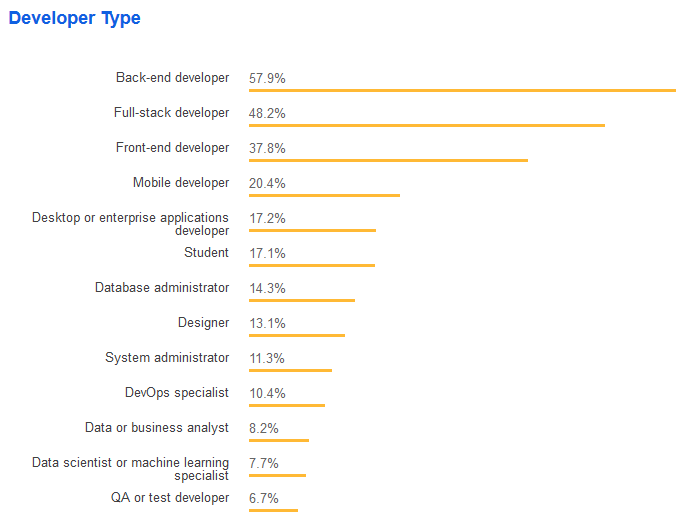 Developer Type
Back-end developer 57.9%
Full-stack developer 48.2%
Front-end developer 37.8%
Mobile developer 20.4%
Desktop or enterprise applications
developer 17.2%
Student 17.1%
Database administrator 14.3%
Designer 13.1%
System administrator 11.3%
DevOps specialist 10.4%
Data or business analyst 8.2%
Data scientist or machine learning
specialist 7.7%
QA or test developer 6.7%